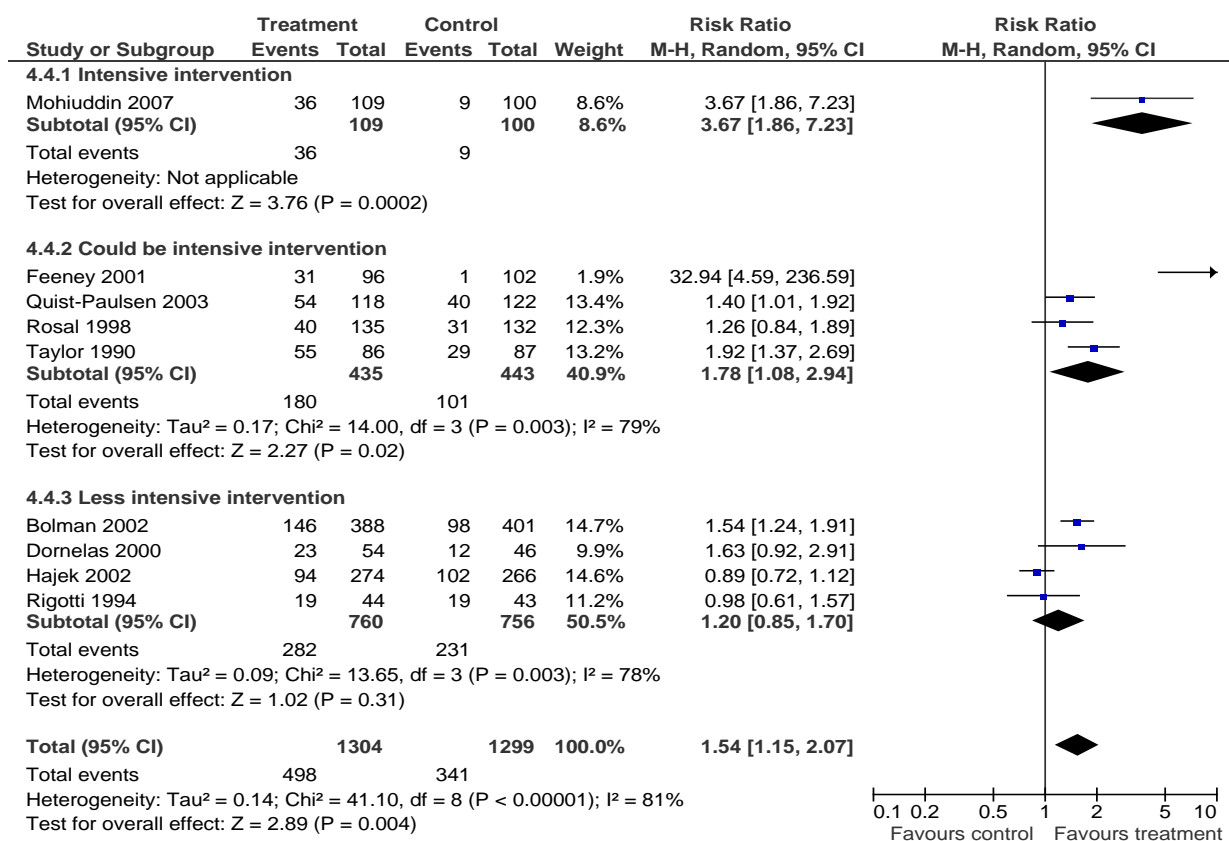 Treatment Control Risk Ratio Risk Ratio
Study or Subgroup Events Total Events Total Weight M-H, Random, 95% CI M-H, Random, 95% CI
4.4.1 Intensive intervention
Mohiuddin 2007 36 109 9 100 8.6% 3.67 [1.86, 7.23]
Subtotal (95% CI) 109 100 8.6% 3.67 [1.86, 7.23]
Total events 36 9
Heterogeneity: Not applicable
Test for overall effect: Z = 3.76 (P = 0.0002)
4.4.2 Could be intensive intervention
Feeney 2001 31 96 1 102 1.9% 32.94 [4.59, 236.59]
Quist-Paulsen 2003 54 118 40 122 13.4% 1.40 [1.01, 1.92]
Rosal 1998 40 135 31 132 12.3% 1.26 [0.84, 1.89]
Taylor 1990 55 86 29 87 13.2% 1.92 [1.37, 2.69]
Subtotal (95% CI) 435 443 40.9% 1.78 [1.08, 2.94]
Total events 180 101
Heterogeneity: Tau² = 0.17; Chi² = 14.00, df = 3 (P = 0.003); I² = 79%
Test for overall effect: Z = 2.27 (P = 0.02)
4.4.3 Less intensive intervention
Bolman 2002 146 388 98 401 14.7% 1.54 [1.24, 1.91]
Dornelas 2000 23 54 12 46 9.9% 1.63 [0.92, 2.91]
Hajek 2002 94 274 102 266 14.6% 0.89 [0.72, 1.12]
Rigotti 1994 19 44 19 43 11.2% 0.98 [0.61, 1.57]
Subtotal (95% CI) 760 756 50.5% 1.20 [0.85, 1.70]
Total events 282 231
Heterogeneity: Tau² = 0.09; Chi² = 13.65, df = 3 (P = 0.003); I² = 78%
Test for overall effect: Z = 1.02 (P = 0.31)
Total (95% CI) 1304 1299 100.0% 1.54 [1.15, 2.07]
Total events 498 341
Heterogeneity: Tau² = 0.14; Chi² = 41.10, df = 8 (P < 0.00001); I² = 81%
Test for overall effect: Z = 2.89 (P = 0.004)
0.1 0.2 0.5 1 2 5 10
Favours control Favours treatment